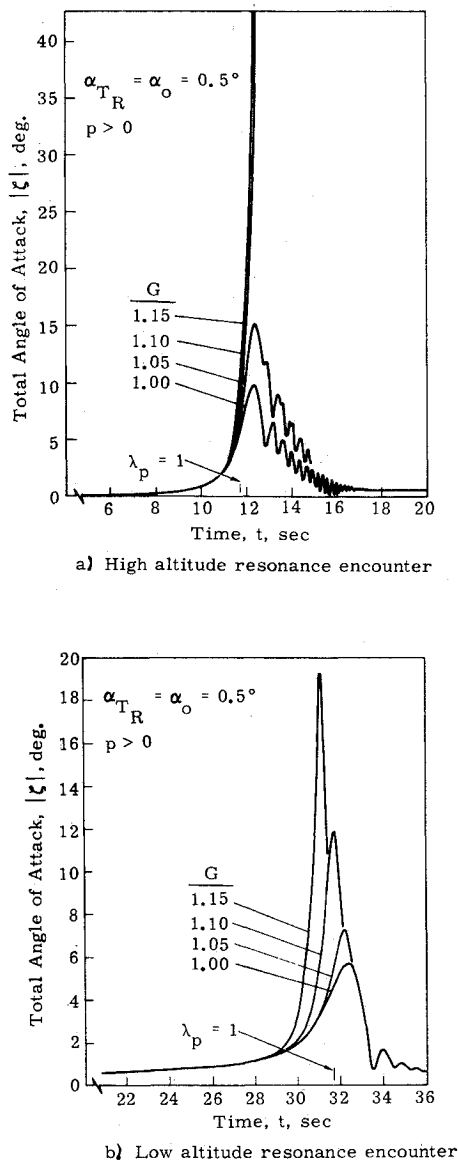 40
35
30
25
20
15
10
5
0
Total Angle of Attack, |ζ|, deg.
α_T_R = α_o = 0.5°
p > 0
G
1.15
1.10
1.05
1.00
λ_p = 1
6 8 10 12 14 16 18 20
Time, t, sec
a) High altitude resonance encounter
20
18
16
14
12
10
8
6
4
2
0
Total Angle of Attack, |ζ|, deg.
α_T_R = α_o = 0.5°
p > 0
G
1.15
1.10
1.05
1.00
λ_p = 1
22 24 26 28 30 32 34 36
Time, t, sec
b) Low altitude resonance encounter